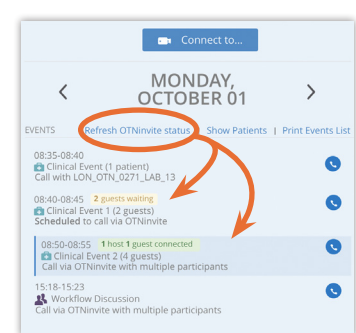 Connect to...
MONDAY,
OCTOBER 01
EVENTS Refresh OTNinvite status Show Patients | Print Events List
08:35-08:40
Clinical Event (1 patient)
Call with LON_OTN_0271_LAB_13
08:40-08:45 2 guests waiting
Clinical Event 1 (2 guests)
Scheduled to call via OTNinvite
08:50-08:55 1 host 1 guest connected
Clinical Event 2 (4 guests)
Call via OTNinvite with multiple participants
15:18-15:23
Workflow Discussion
Call via OTNinvite with multiple participants